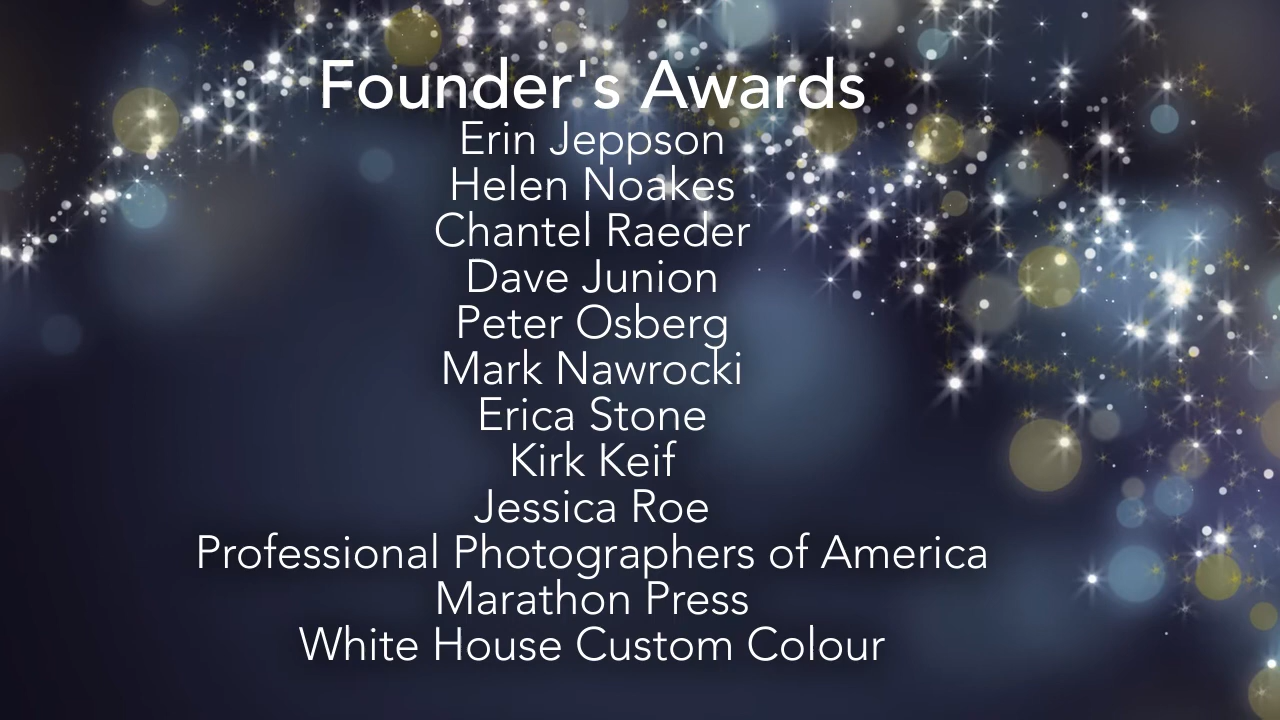 Founder's Awards
Erin Jeppson
Helen Noakes
Chantel Raeder
Dave Junion
Peter Osberg
Mark Nawrocki
Erica Stone
Kirk Keif
Jessica Roe
Professional Photographers of America
Marathon Press
White House Custom Colour